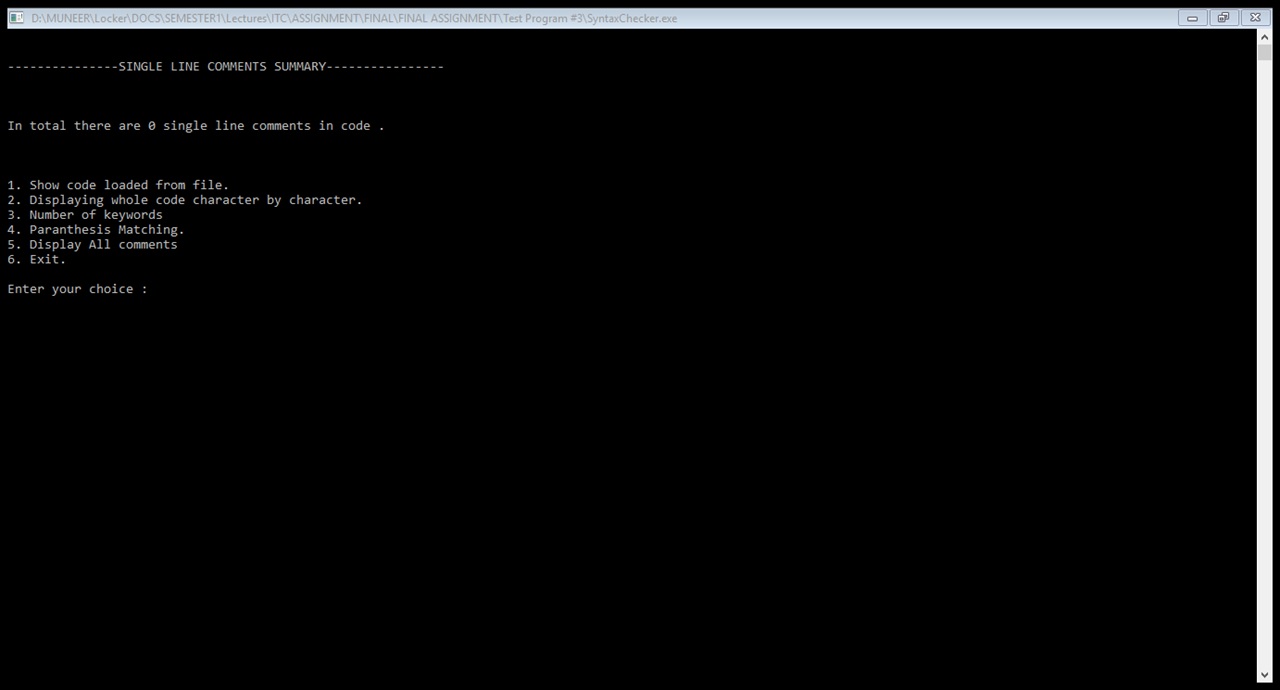 D:\MUNEER\Locker\DOCS\SEMESTER1\Lectures\ITC\ASSIGNMENT\FINAL\FINAL ASSIGNMENT\Test Program #3\SyntaxChecker.exe
---------------SINGLE LINE COMMENTS SUMMARY----------------
In total there are 0 single line comments in code .
1. Show code loaded from file.
2. Displaying whole code character by character.
3. Number of keywords
4. Paranthesis Matching.
5. Display All comments
6. Exit.
Enter your choice :